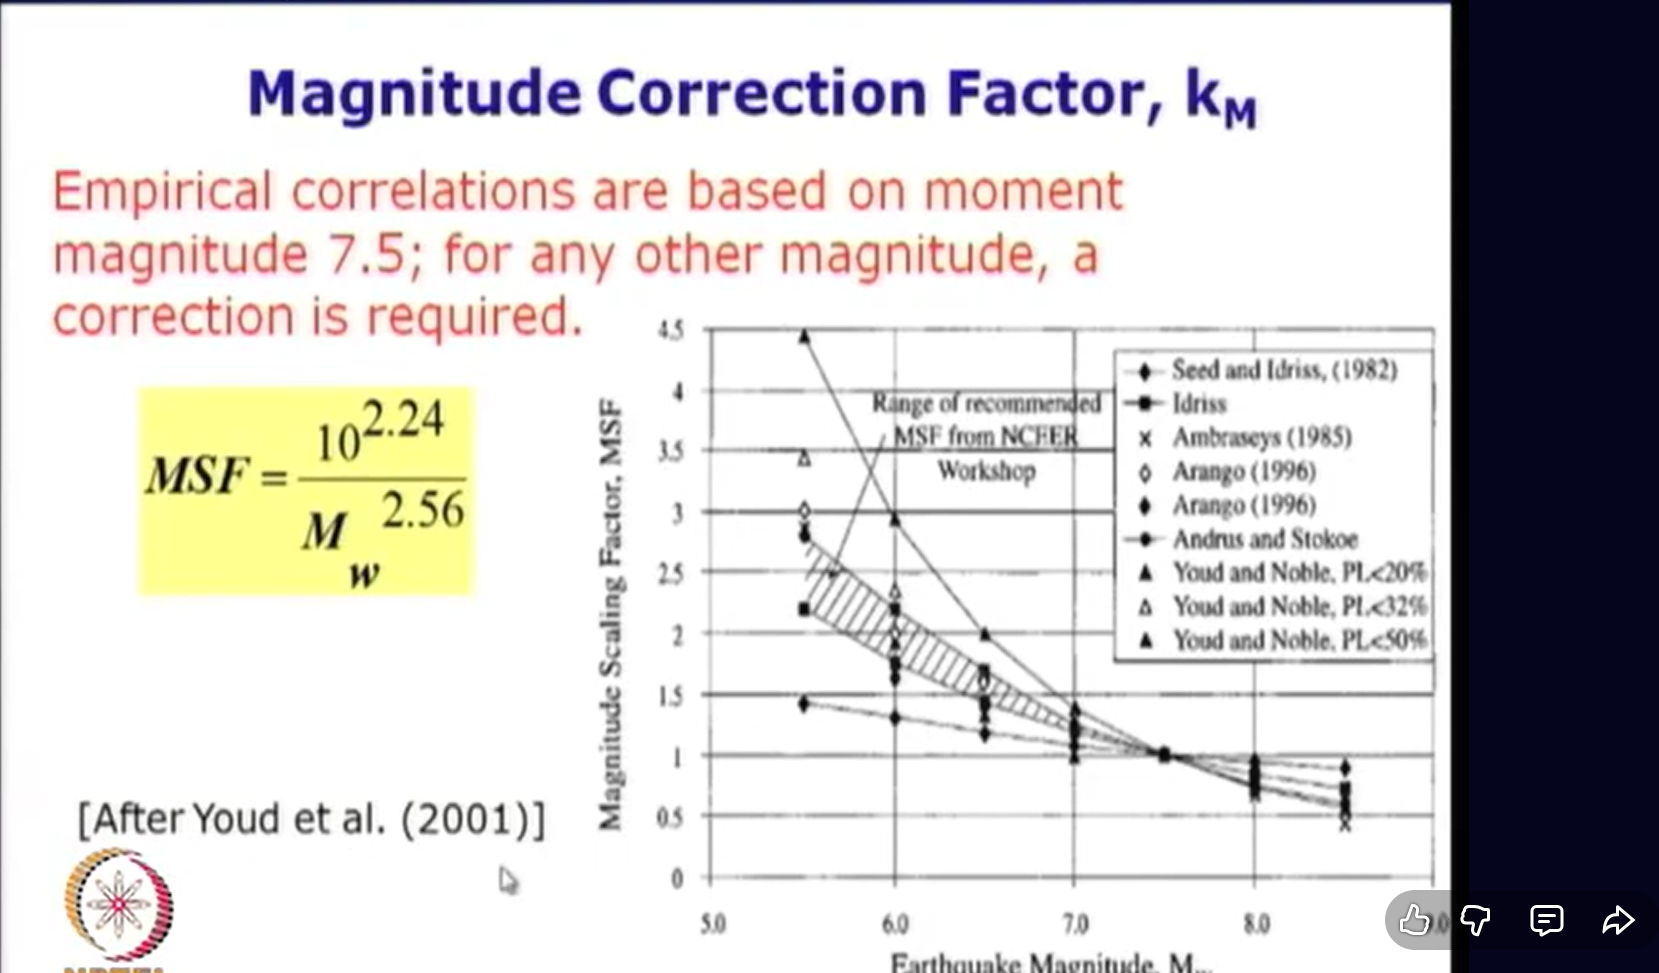 Magnitude Correction Factor, kM
Empirical correlations are based on moment
magnitude 7.5; for any other magnitude, a
correction is required.
MSF = 10^2.24 / Mw^2.56
[After Youd et al. (2001)]
Magnitude Scaling Factor, MSF
4.5
4
3.5
3
2.5
2
1.5
1
0.5
0
Range of recommended
MSF from NCEER
Workshop
Seed and Idriss, (1982)
Idriss
Ambraseys (1985)
Arango (1996)
Arango (1996)
Andrus and Stokoe
Youd and Noble, PL<20%
Youd and Noble, PL<32%
Youd and Noble, PL<50%
5.0 6.0 7.0 8.0
Earthquake Magnitude, M